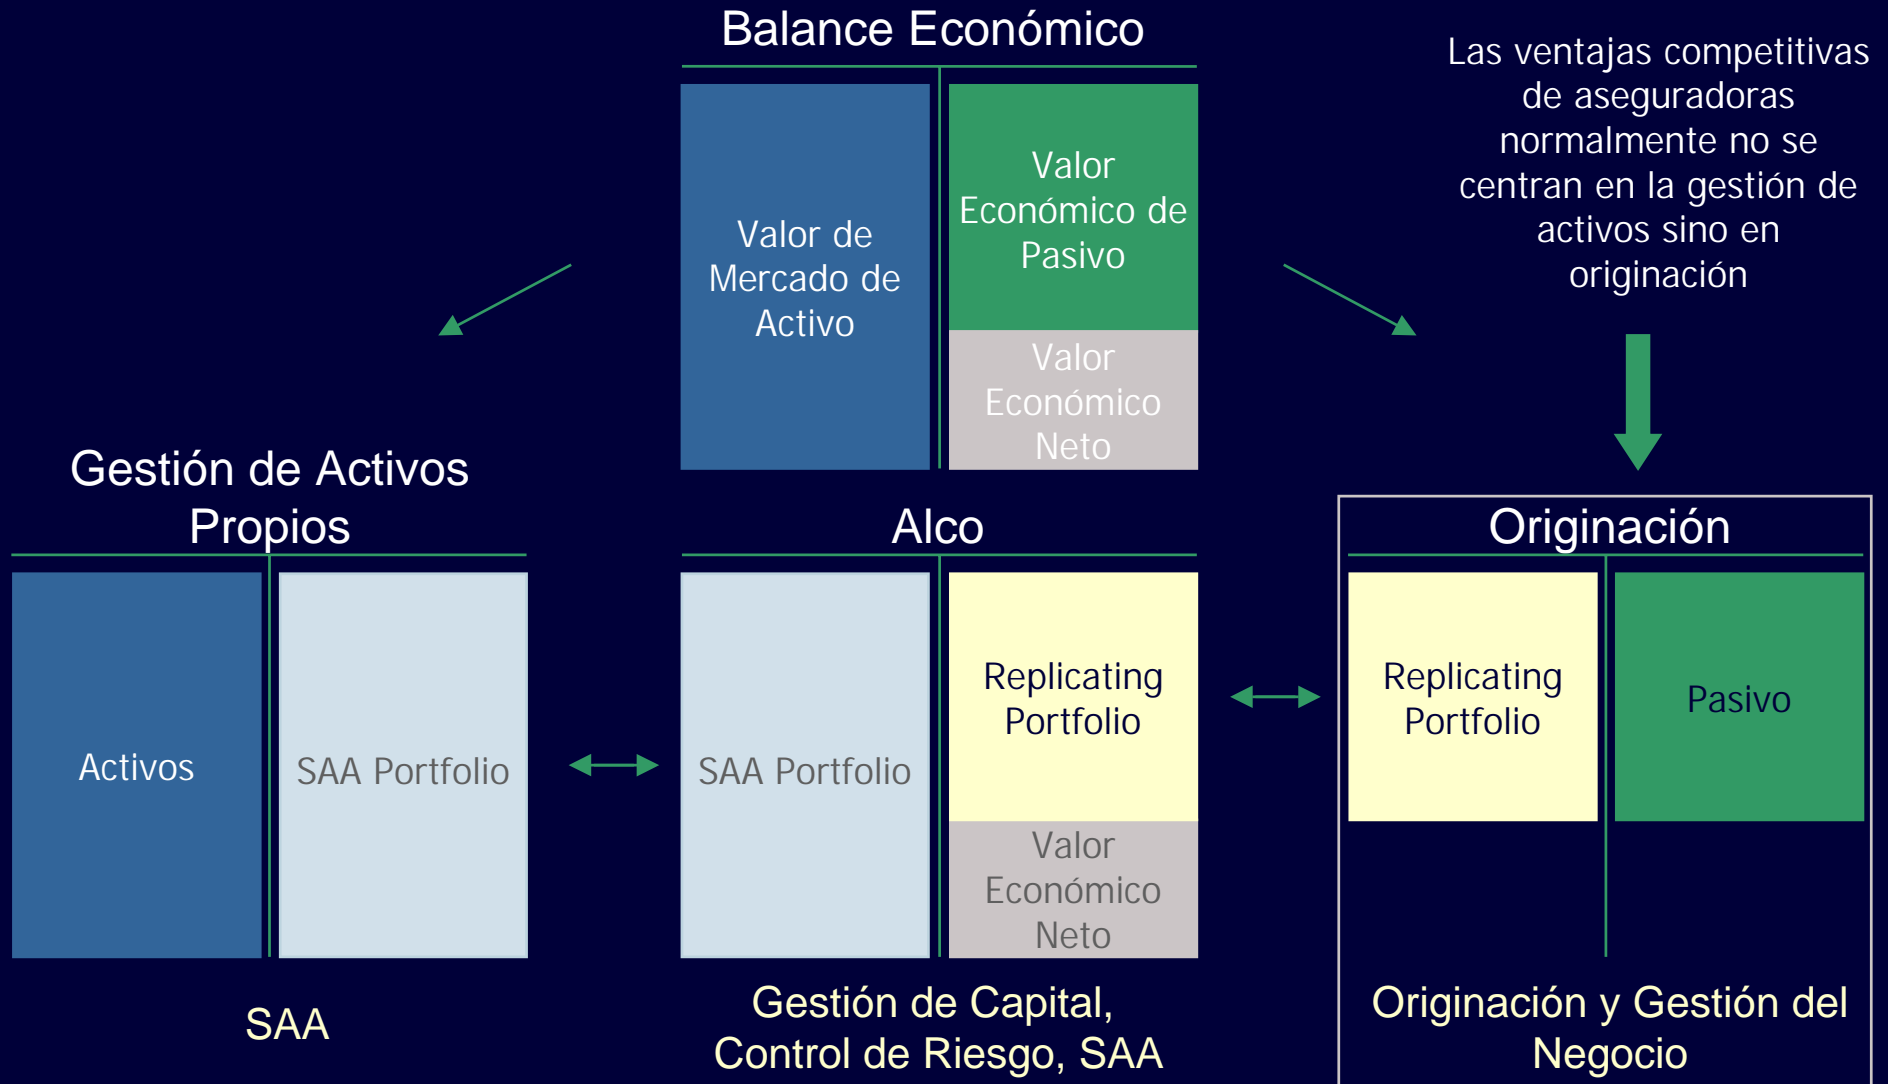 Balance Económico
Las ventajas competitivas
de aseguradoras
normalmente no se
centran en la gestión de
activos sino en
originación
Valor de
Mercado de
Activo
Valor
Económico de
Pasivo
Valor
Económico
Neto
Gestión de Activos
Propios
Activos
SAA Portfolio
SAA
Alco
SAA Portfolio
Replicating
Portfolio
Valor
Económico
Neto
Gestión de Capital,
Control de Riesgo, SAA
Originación
Replicating
Portfolio
Pasivo
Originación y Gestión del
Negocio